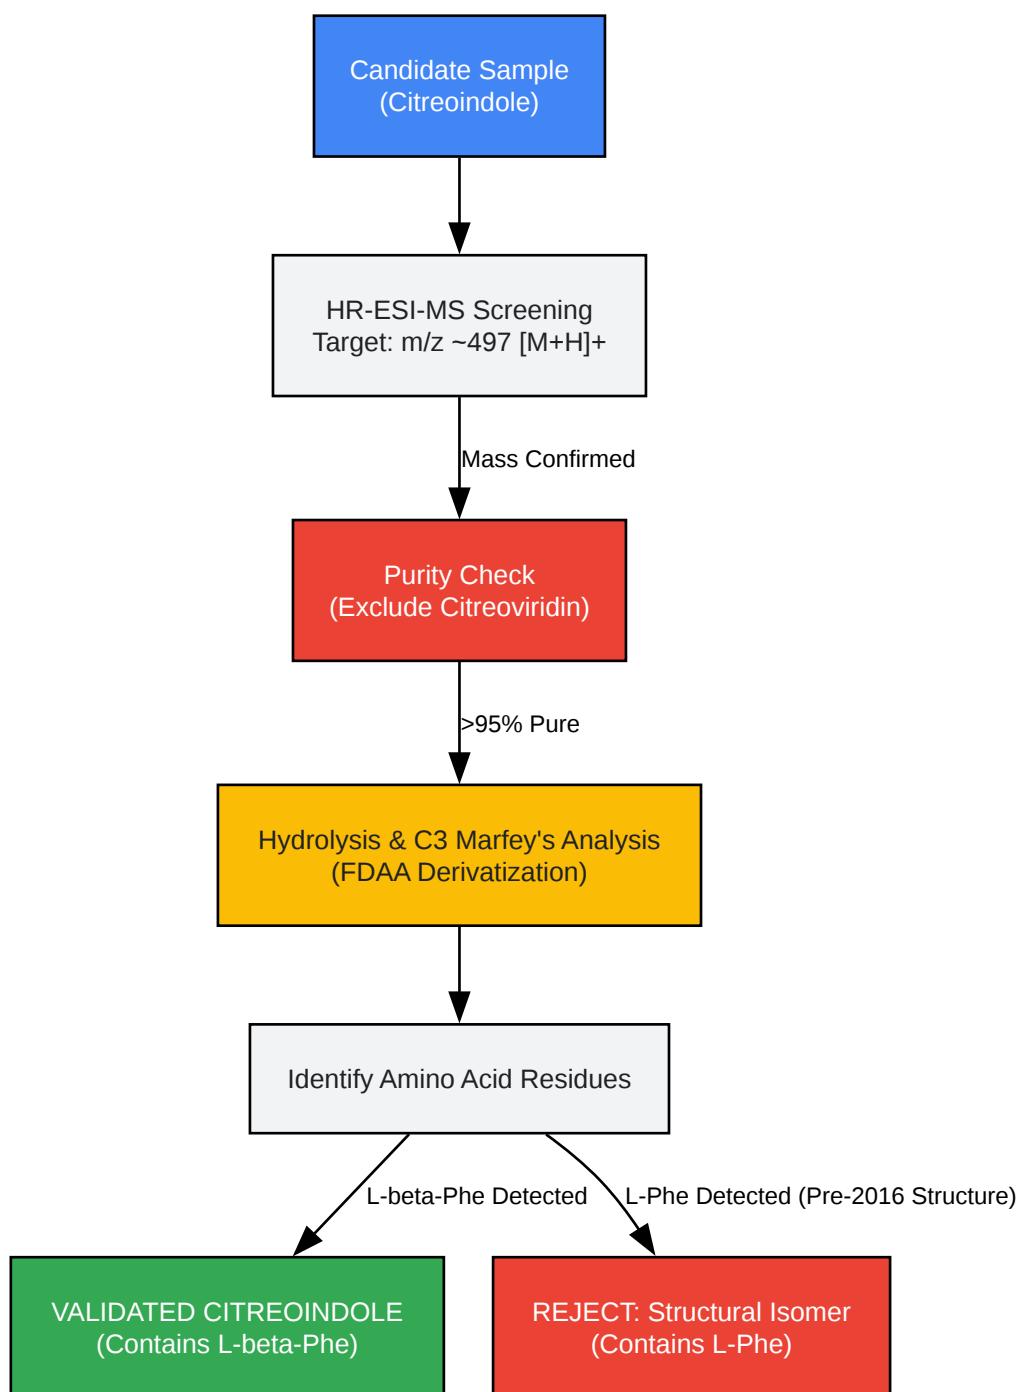 Candidate Sample
(Citreoindole)
HR-ESI-MS Screening
Target: m/z ~497 [M+H]+
Mass Confirmed
Purity Check
(Exclude Citreoviridin)
>95% Pure
Hydrolysis & C3 Marfey's Analysis
(FDAA Derivatization)
Identify Amino Acid Residues
L-beta-Phe Detected
L-Phe Detected (Pre-2016 Structure)
VALIDATED CITREOINDOLE
(Contains L-beta-Phe)
REJECT: Structural Isomer
(Contains L-Phe)